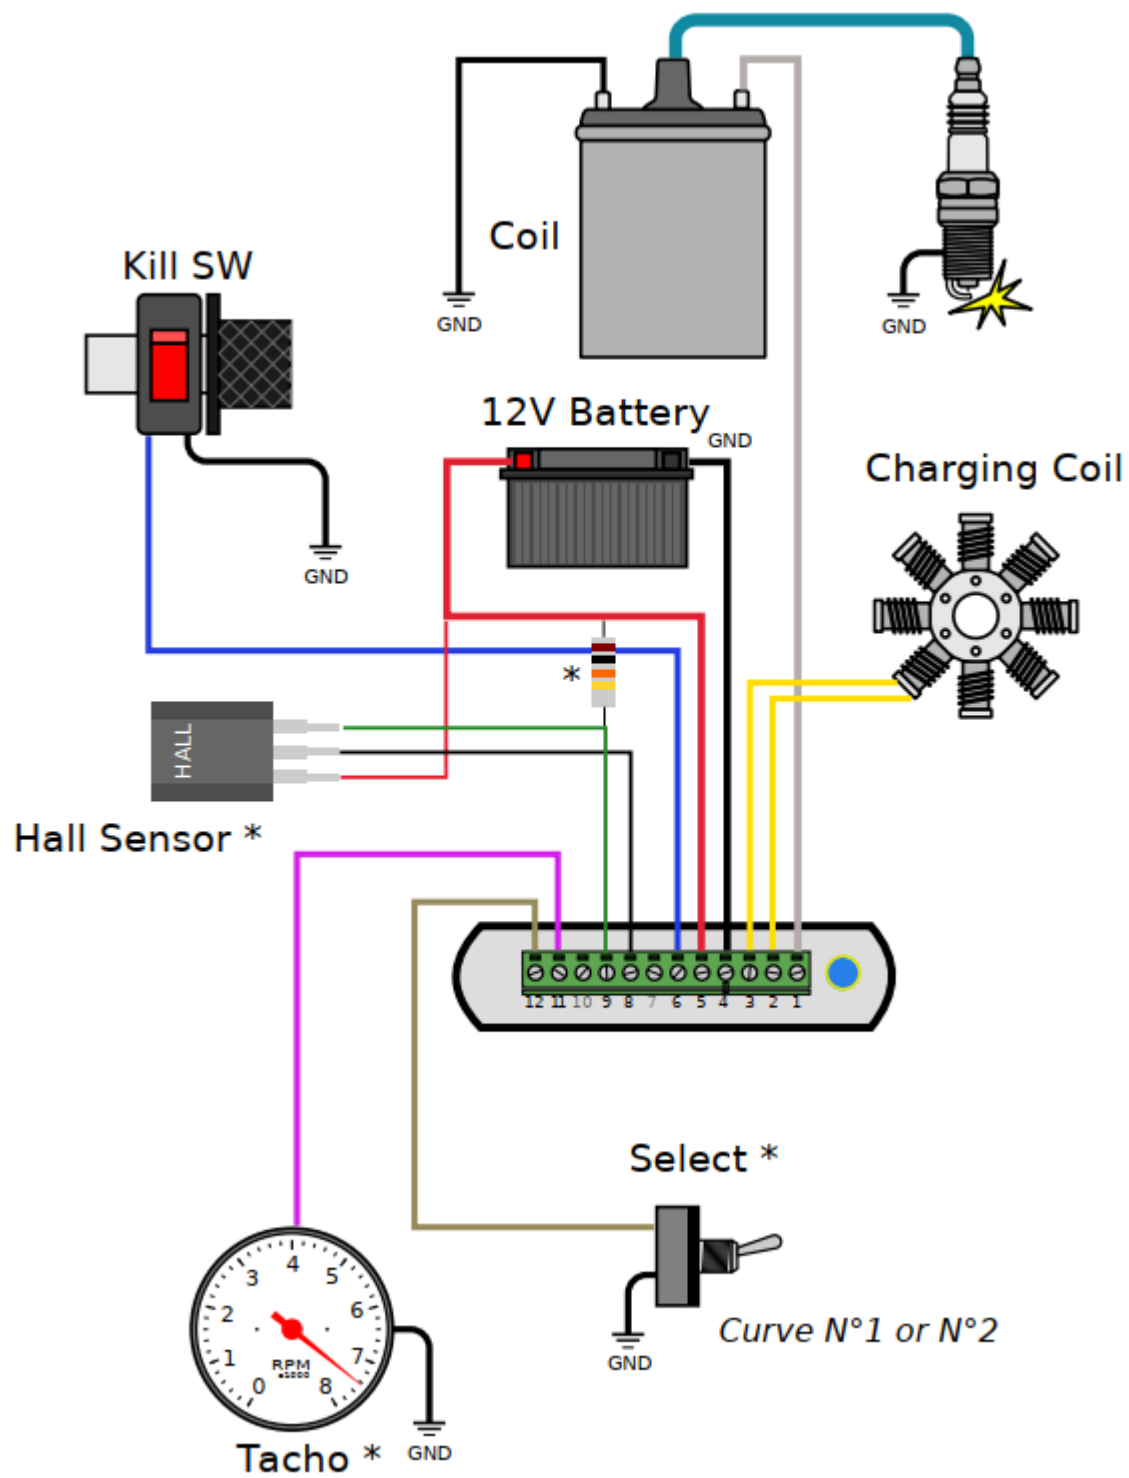 Coil
GND
GND
Kill SW
GND
12V Battery
GND
Charging Coil
*
HALL
Hall Sensor *
12 11 10 9 8 7 6 5 4 3 2 1
Select *
Curve N°1 or N°2
GND
0 1 2 3 4 5 6 7 8
RPM
x1000
GND
Tacho *